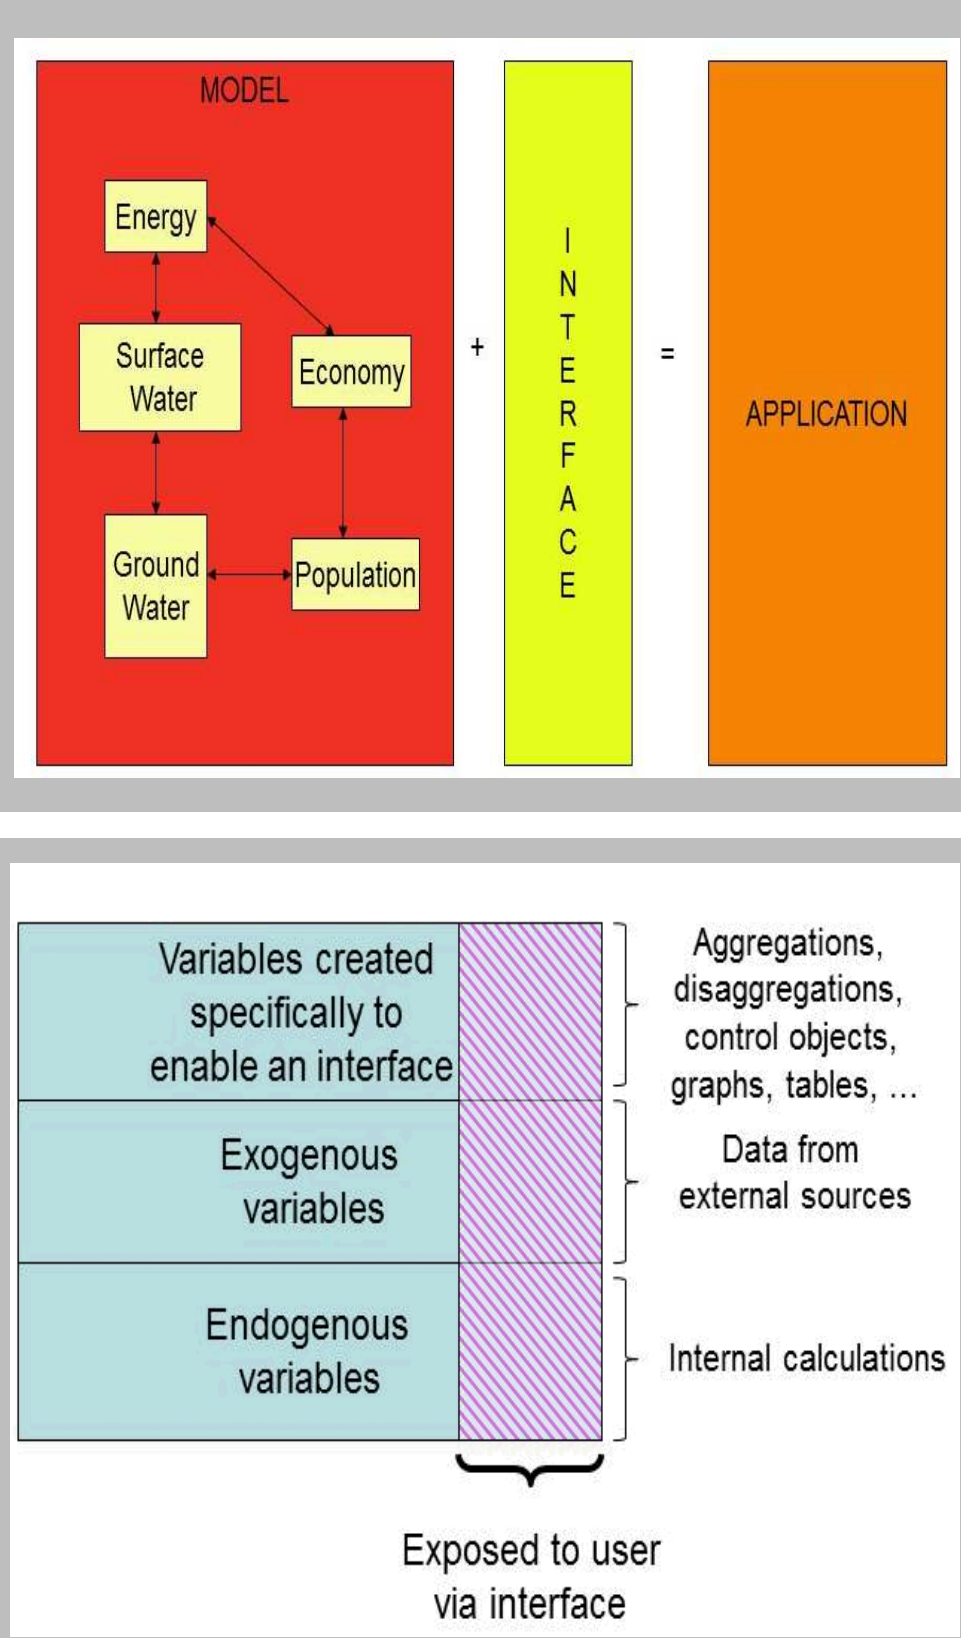 MODEL
Energy
Surface
Water
Economy
Ground
Water
Population
+
I
N
T
E
R
F
A
C
E
=
APPLICATION
Variables created
specifically to
enable an interface
Aggregations,
disaggregations,
control objects,
graphs, tables, ...
Exogenous
variables
Data from
external sources
Endogenous
variables
Internal calculations
Exposed to user
via interface